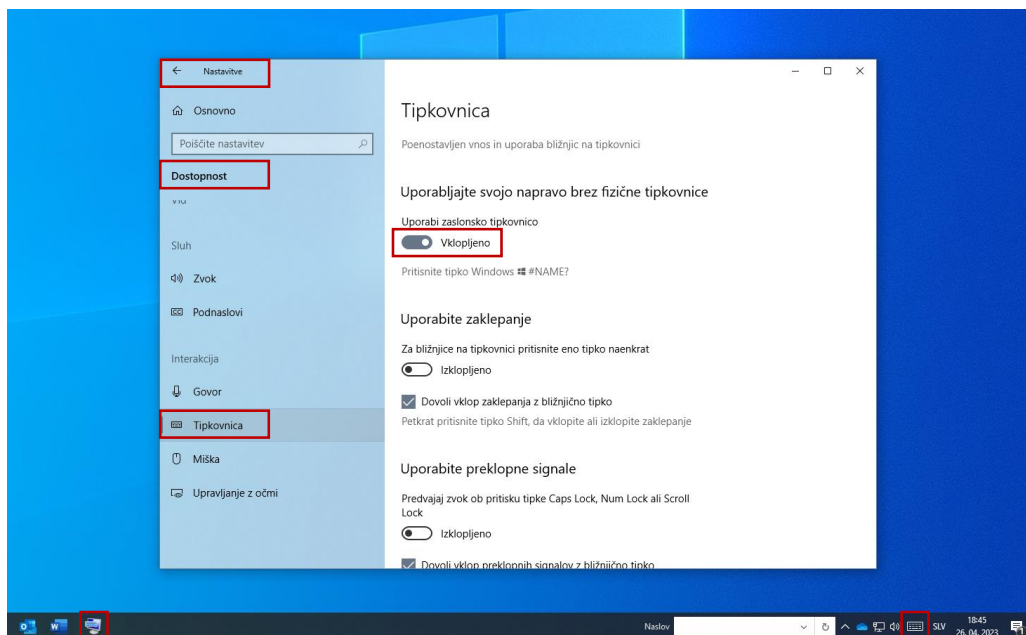 Nastavitve
Osnovno
Poiščite nastavitev
Dostopnost
Sluh
Zvok
Podnaslovi
Interakcija
Govor
Tipkovnica
Miška
Upravljanje z očmi
Tipkovnica
Poenostavljen vnos in uporaba bližnjic na tipkovnici
Uporabljajte svojo napravo brez fizične tipkovnice
Uporabi zaslonsko tipkovnico
Vklopljeno
Pritisnite tipko Windows #NAME?
Uporabite zaklepanje
Za bližnjice na tipkovnici pritisnite eno tipko naenkrat
Izklopljeno
Dovoli vklop zaklepanja z bližnjično tipko
Petkrat pritisnite tipko Shift, da vklopite ali izklopite zaklepanje
Uporabite preklopne signale
Predvajaj zvok ob pritisku tipke Caps Lock, Num Lock ali Scroll
Lock
Izklopljeno
Dovoli vklop preklopnih signalov z bližnjično tipko
Naslov
SLV
18:45
26. 04. 2023